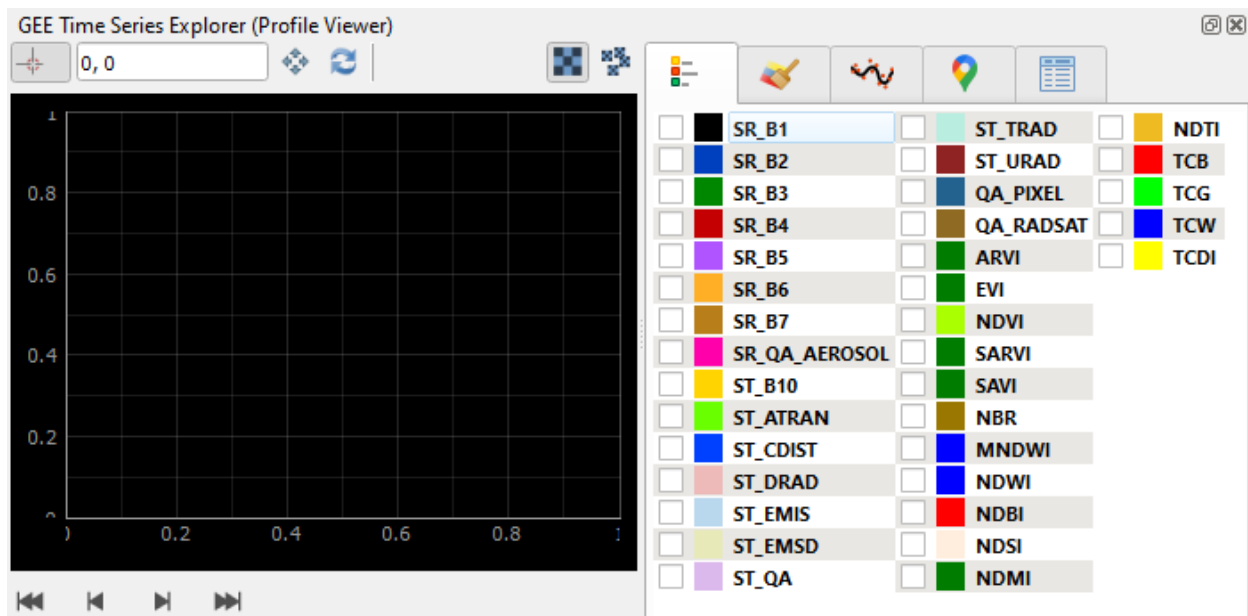 GEE Time Series Explorer (Profile Viewer)
0, 0
1
0.8
0.6
0.4
0.2
0
0.2
0.4
0.6
0.8
1
SR_B1
SR_B2
SR_B3
SR_B4
SR_B5
SR_B6
SR_B7
SR_QA_AEROSOL
ST_B10
ST_ATRAN
ST_CDIST
ST_DRAD
ST_EMIS
ST_EMSD
ST_QA
ST_TRAD
ST_URAD
QA_PIXEL
QA_RADSAT
ARVI
EVI
NDVI
SARVI
SAVI
NBR
MNDWI
NDWI
NDBI
NDSI
NDMI
NDTI
TCB
TCG
TCW
TCDI